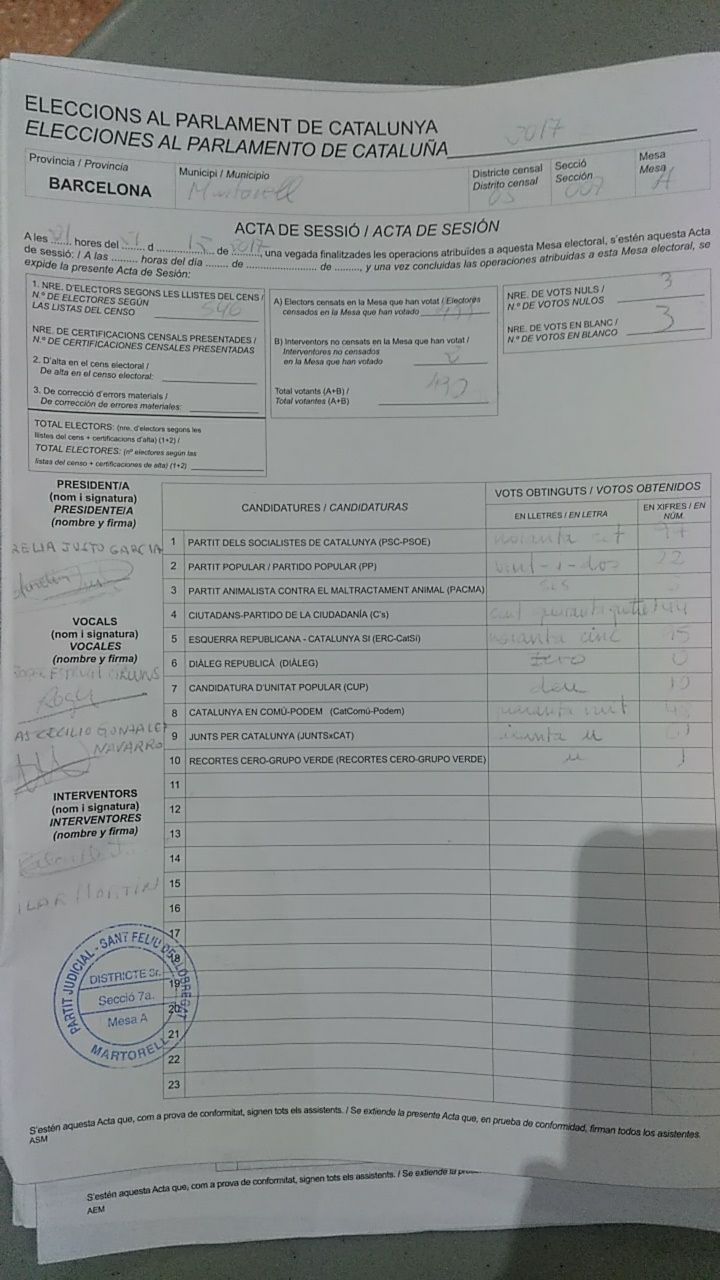 ELECCIONS AL PARLAMENT DE CATALUNYA
ELECCIONES AL PARLAMENTO DE CATALUÑA 2017
Provincia / Provincia
BARCELONA
Municipi / Municipio
Martorell
Districte censal
Distrito censal
03
Secció
Sección
007
Mesa
Mesa
A
ACTA DE SESSIÓ / ACTA DE SESIÓN
A les ....... hores del ....... d ............... de 2017, una vegada finalitzades les operacions atribuïdes a aquesta Mesa electoral, s'estén aquesta Acta
de sessió: / A las ........ horas del día ....... de ..................... de ........, y una vez concluidas las operaciones atribuidas a esta Mesa electoral, se
expide la presente Acta de Sesión:
1. NRE. D'ELECTORS SEGONS LES LLISTES DEL CENS /
N.º DE ELECTORES SEGÚN
LAS LISTAS DEL CENSO 546
NRE. DE CERTIFICACIONS CENSALS PRESENTADES /
N.º DE CERTIFICACIONES CENSALES PRESENTADAS
2. D'alta en el cens electoral /
De alta en el censo electoral:
3. De correcció d'errors materials /
De corrección de errores materiales:
TOTAL ELECTORS: (nre. d'electors segons les
llistes del cens + certificacions d'alta) (1+2) /
TOTAL ELECTORES: (nº electores según las
listas del censo + certificaciones de alta) (1+2)
A) Electors censats en la Mesa que han votat / Electores
censados en la Mesa que han votado
B) Interventors no censats en la Mesa que han votat /
Interventores no censados
en la Mesa que han votado 2
Total votants (A+B) /
Total votantes (A+B)
NRE. DE VOTS NULS /
N.º DE VOTOS NULOS 3
NRE. DE VOTS EN BLANC /
N.º DE VOTOS EN BLANCO 3
PRESIDENT/A
(nom i signatura)
PRESIDENTE/A
(nombre y firma)
JUSTO GARCIA
VOCALS
(nom i signatura)
VOCALES
(nombre y firma)
Roger
CECILIO GONZALEZ
NAVARRO
INTERVENTORS
(nom i signatura)
INTERVENTORES
(nombre y firma)
ILAR MARTIN
CANDIDATURES / CANDIDATURAS
VOTS OBTINGUTS / VOTOS OBTENIDOS
EN LLETRES / EN LETRA
EN XIFRES / EN NÚM.
1 PARTIT DELS SOCIALISTES DE CATALUNYA (PSC-PSOE) noranta set 97
2 PARTIT POPULAR / PARTIDO POPULAR (PP) vint-i-dos 22
3 PARTIT ANIMALISTA CONTRA EL MALTRACTAMENT ANIMAL (PACMA) sis
4 CIUTADANS-PARTIDO DE LA CIUDADANÍA (C's) cent quaranta quatre 144
5 ESQUERRA REPUBLICANA - CATALUNYA SI (ERC-CatSí) noranta cinc 95
6 DIÀLEG REPUBLICÀ (DIÀLEG) zero 0
7 CANDIDATURA D'UNITAT POPULAR (CUP) deu 10
8 CATALUNYA EN COMÚ-PODEM (CatComú-Podem) quaranta vuit 48
9 JUNTS PER CATALUNYA (JUNTSxCAT) u 61
10 RECORTES CERO-GRUPO VERDE (RECORTES CERO-GRUPO VERDE) u 1
11
12
13
14
15
16
17
18
19
20
21
22
23
PARTIT JUDICIAL - SANT FELIU DE LLOBREGAT
DISTRICTE 3r.
Secció 7a.
Mesa A
MARTORELL
S'estén aquesta Acta que, com a prova de conformitat, signen tots els assistents. / Se extiende la presente Acta que, en prueba de conformidad, firman todos los asistentes.
ASM
S'estén aquesta Acta que, com a prova de conformitat, signen tots els assistents. / Se extiende la
AEM